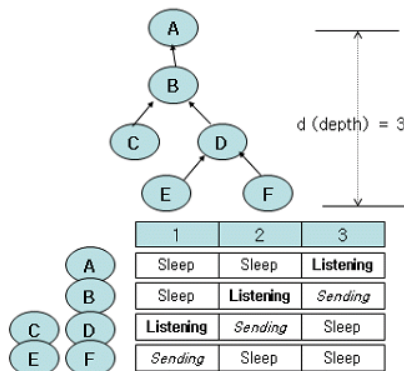 A
B
C D
d (depth) = 3
E F
1 2 3
A Sleep Sleep Listening
B Sleep Listening Sending
C D Listening Sending Sleep
E F Sending Sleep Sleep